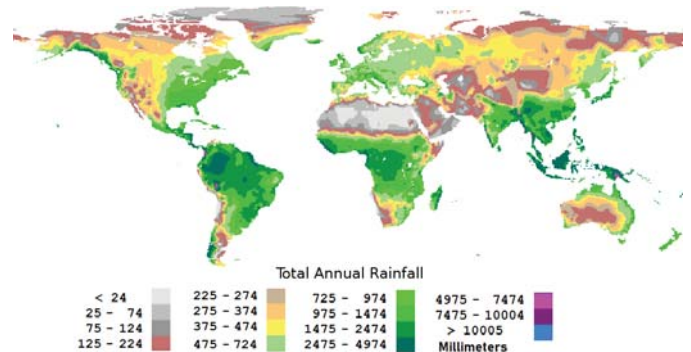 Total Annual Rainfall
< 24
25 - 74
75 - 124
125 - 224
225 - 274
275 - 374
375 - 474
475 - 724
725 - 974
975 - 1474
1475 - 2474
2475 - 4974
4975 - 7474
7475 - 10004
> 10005
Millimeters